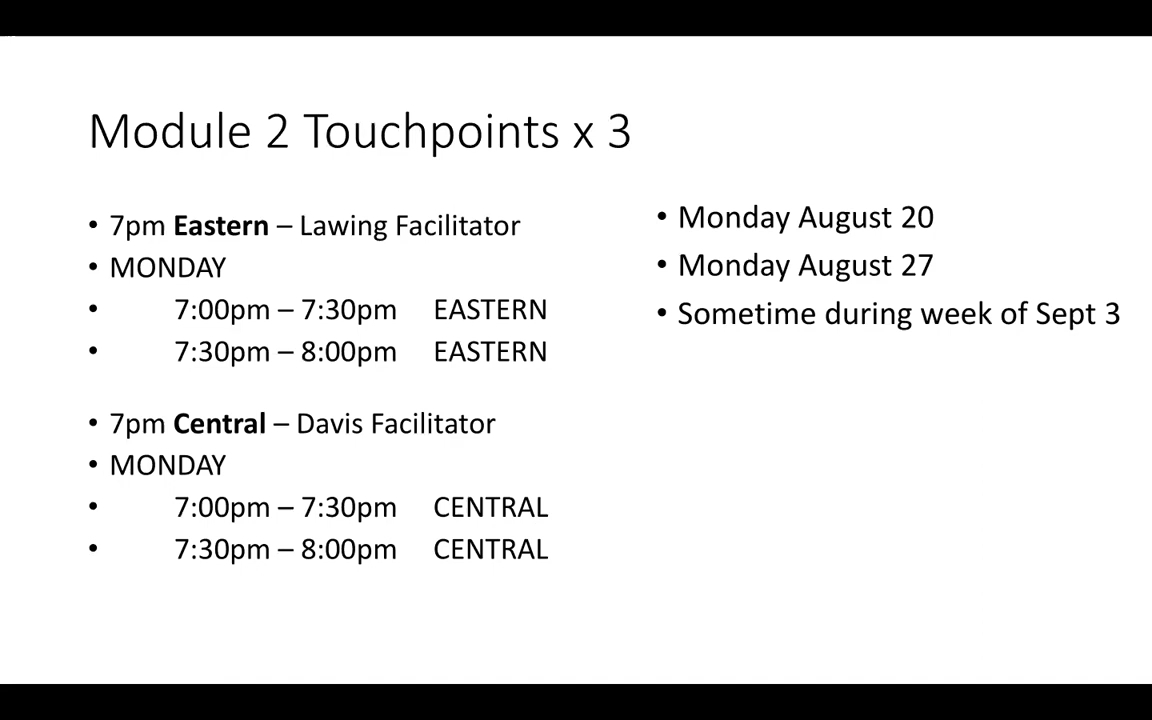 Module 2 Touchpoints x 3
• 7pm Eastern – Lawing Facilitator
• MONDAY
• 7:00pm – 7:30pm EASTERN
• 7:30pm – 8:00pm EASTERN
• 7pm Central – Davis Facilitator
• MONDAY
• 7:00pm – 7:30pm CENTRAL
• 7:30pm – 8:00pm CENTRAL
• Monday August 20
• Monday August 27
• Sometime during week of Sept 3